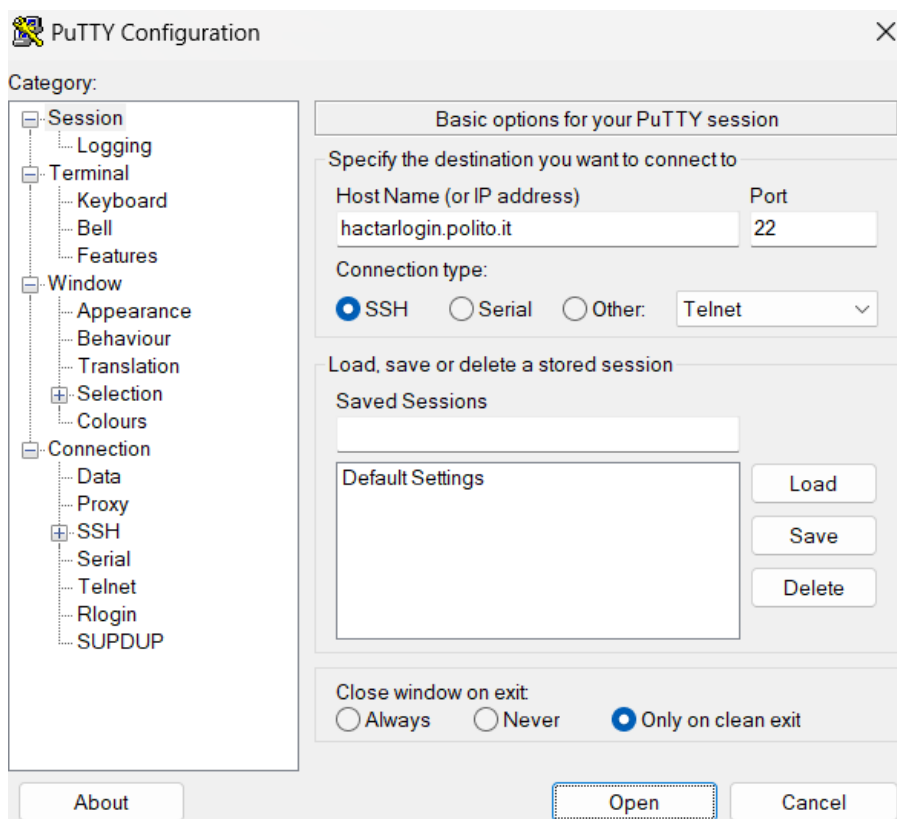 PuTTY Configuration
Category:
Session
Logging
Terminal
Keyboard
Bell
Features
Window
Appearance
Behaviour
Translation
Selection
Colours
Connection
Data
Proxy
SSH
Serial
Telnet
Rlogin
SUPDUP
Basic options for your PuTTY session
Specify the destination you want to connect to
Host Name (or IP address) Port
hactarlogin.polito.it 22
Connection type:
SSH Serial Other: Telnet
Load, save or delete a stored session
Saved Sessions
Default Settings
Load
Save
Delete
Close window on exit:
Always Never Only on clean exit
About Open Cancel